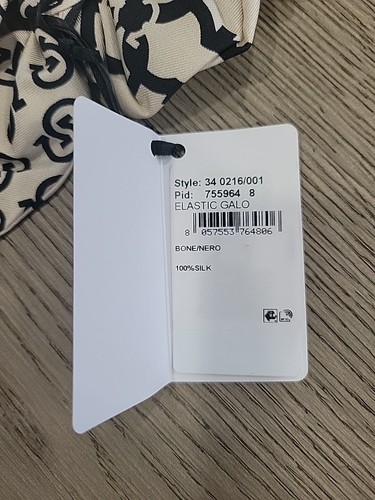 Style: 34 0216/001
Pid: 755964 8
ELASTIC GALO
8 057553 764806
BONE/NERO
100%SILK